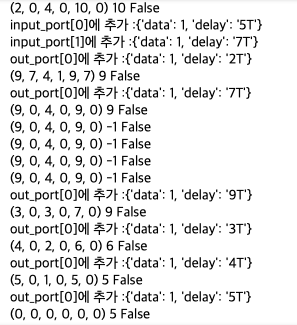 (2, 0, 4, 0, 10, 0) 10 False
input_port[0]에 추가 :{'data': 1, 'delay': '5T'}
input_port[1]에 추가 :{'data': 1, 'delay': '7T'}
out_port[0]에 추가 :{'data': 1, 'delay': '2T'}
(9, 7, 4, 1, 9, 7) 9 False
out_port[0]에 추가 :{'data': 1, 'delay': '7T'}
(9, 0, 4, 0, 9, 0) 9 False
(9, 0, 4, 0, 9, 0) -1 False
(9, 0, 4, 0, 9, 0) -1 False
(9, 0, 4, 0, 9, 0) -1 False
(9, 0, 4, 0, 9, 0) -1 False
out_port[0]에 추가 :{'data': 1, 'delay': '9T'}
(3, 0, 3, 0, 7, 0) 9 False
out_port[0]에 추가 :{'data': 1, 'delay': '3T'}
(4, 0, 2, 0, 6, 0) 6 False
out_port[0]에 추가 :{'data': 1, 'delay': '4T'}
(5, 0, 1, 0, 5, 0) 5 False
out_port[0]에 추가 :{'data': 1, 'delay': '5T'}
(0, 0, 0, 0, 0, 0) 5 False